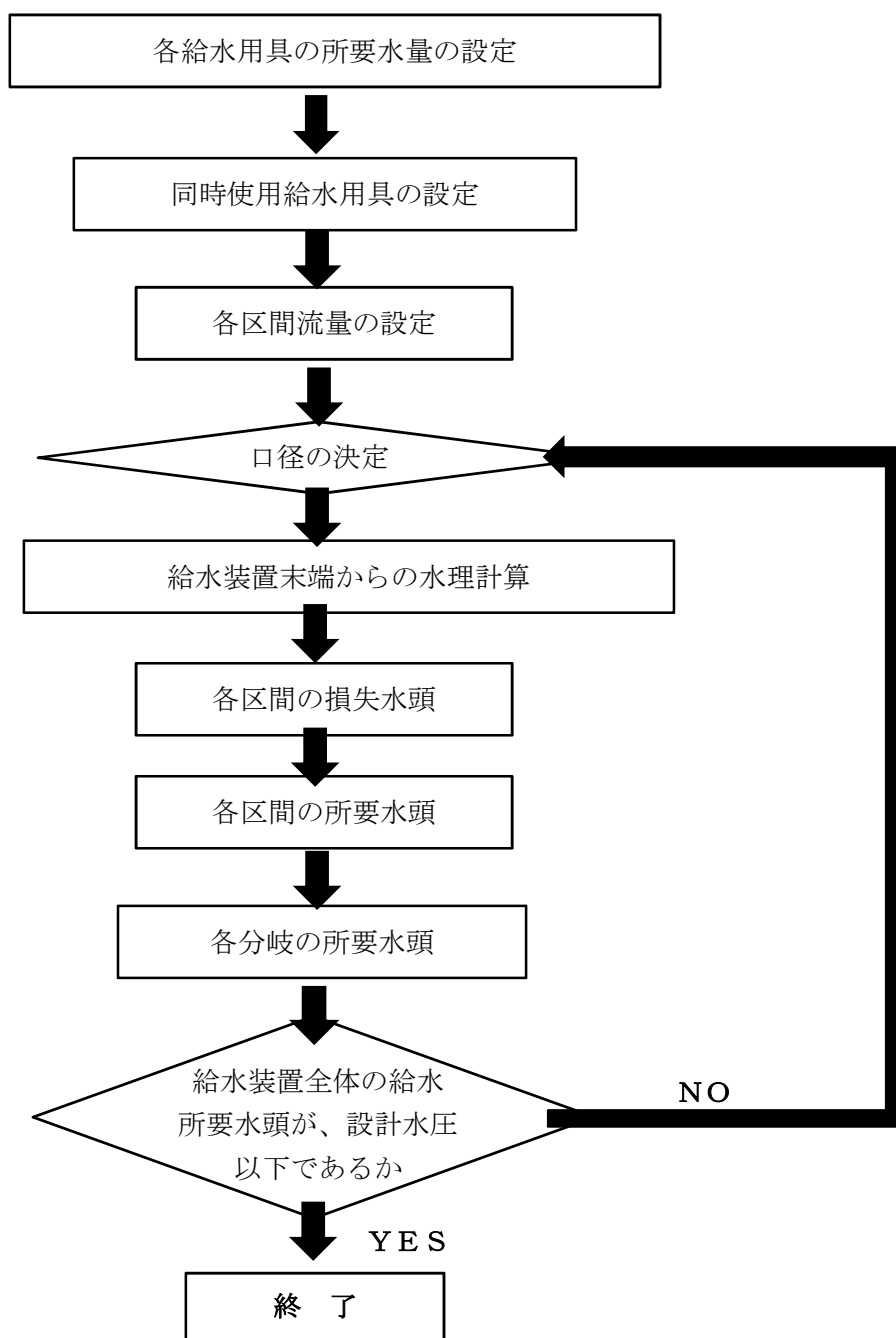 各給水用具の所要水量の設定
同時使用給水用具の設定
各区間流量の設定
口径の決定
給水装置末端からの水理計算
各区間の損失水頭
各区間の所要水頭
各分岐の所要水頭
給水装置全体の給水
所要水頭が、設計水圧
以下であるか
NO
YES
終 了